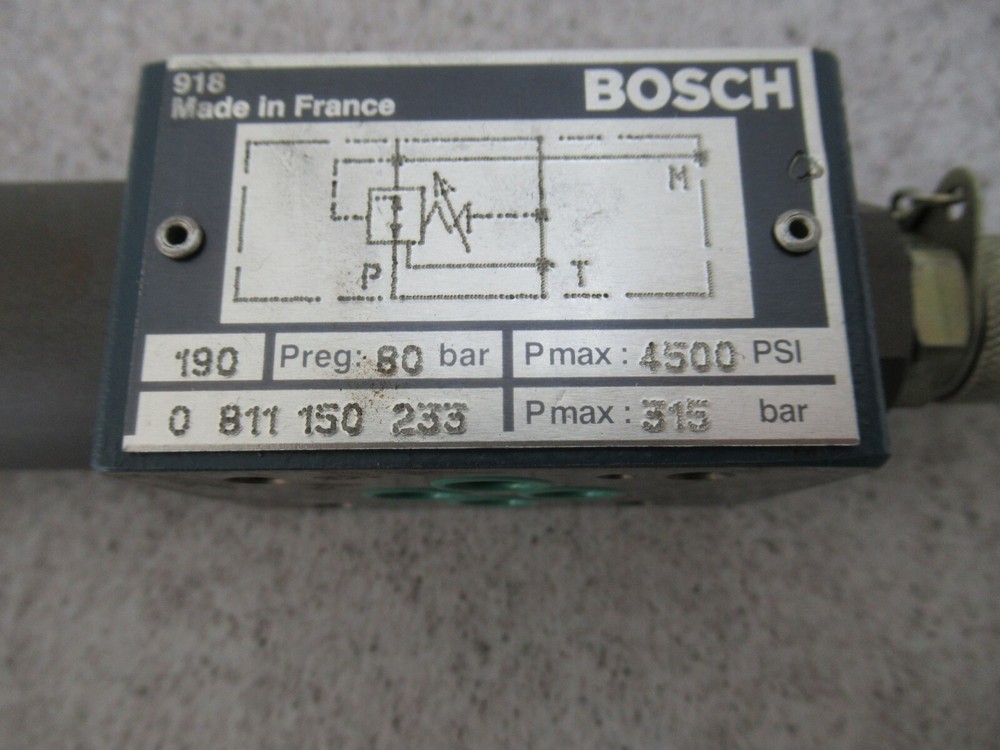 918
Made in France
BOSCH
M
P
T
190
Preg: 80 bar
Pmax: 4500 PSI
0 811 150 233
Pmax: 315 bar